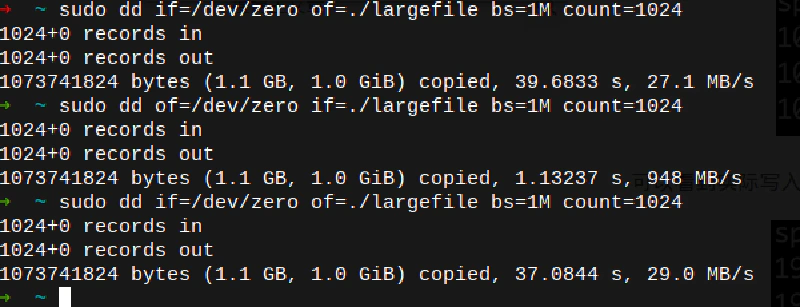 → ~ sudo dd if=/dev/zero of=./largefile bs=1M count=1024
1024+0 records in
1024+0 records out
1073741824 bytes (1.1 GB, 1.0 GiB) copied, 39.6833 s, 27.1 MB/s
→ ~ sudo dd of=/dev/zero if=./largefile bs=1M count=1024
1024+0 records in
1024+0 records out
1073741824 bytes (1.1 GB, 1.0 GiB) copied, 1.13237 s, 948 MB/s
→ ~ sudo dd if=/dev/zero of=./largefile bs=1M count=1024
1024+0 records in
1024+0 records out
1073741824 bytes (1.1 GB, 1.0 GiB) copied, 37.0844 s, 29.0 MB/s
→ ~